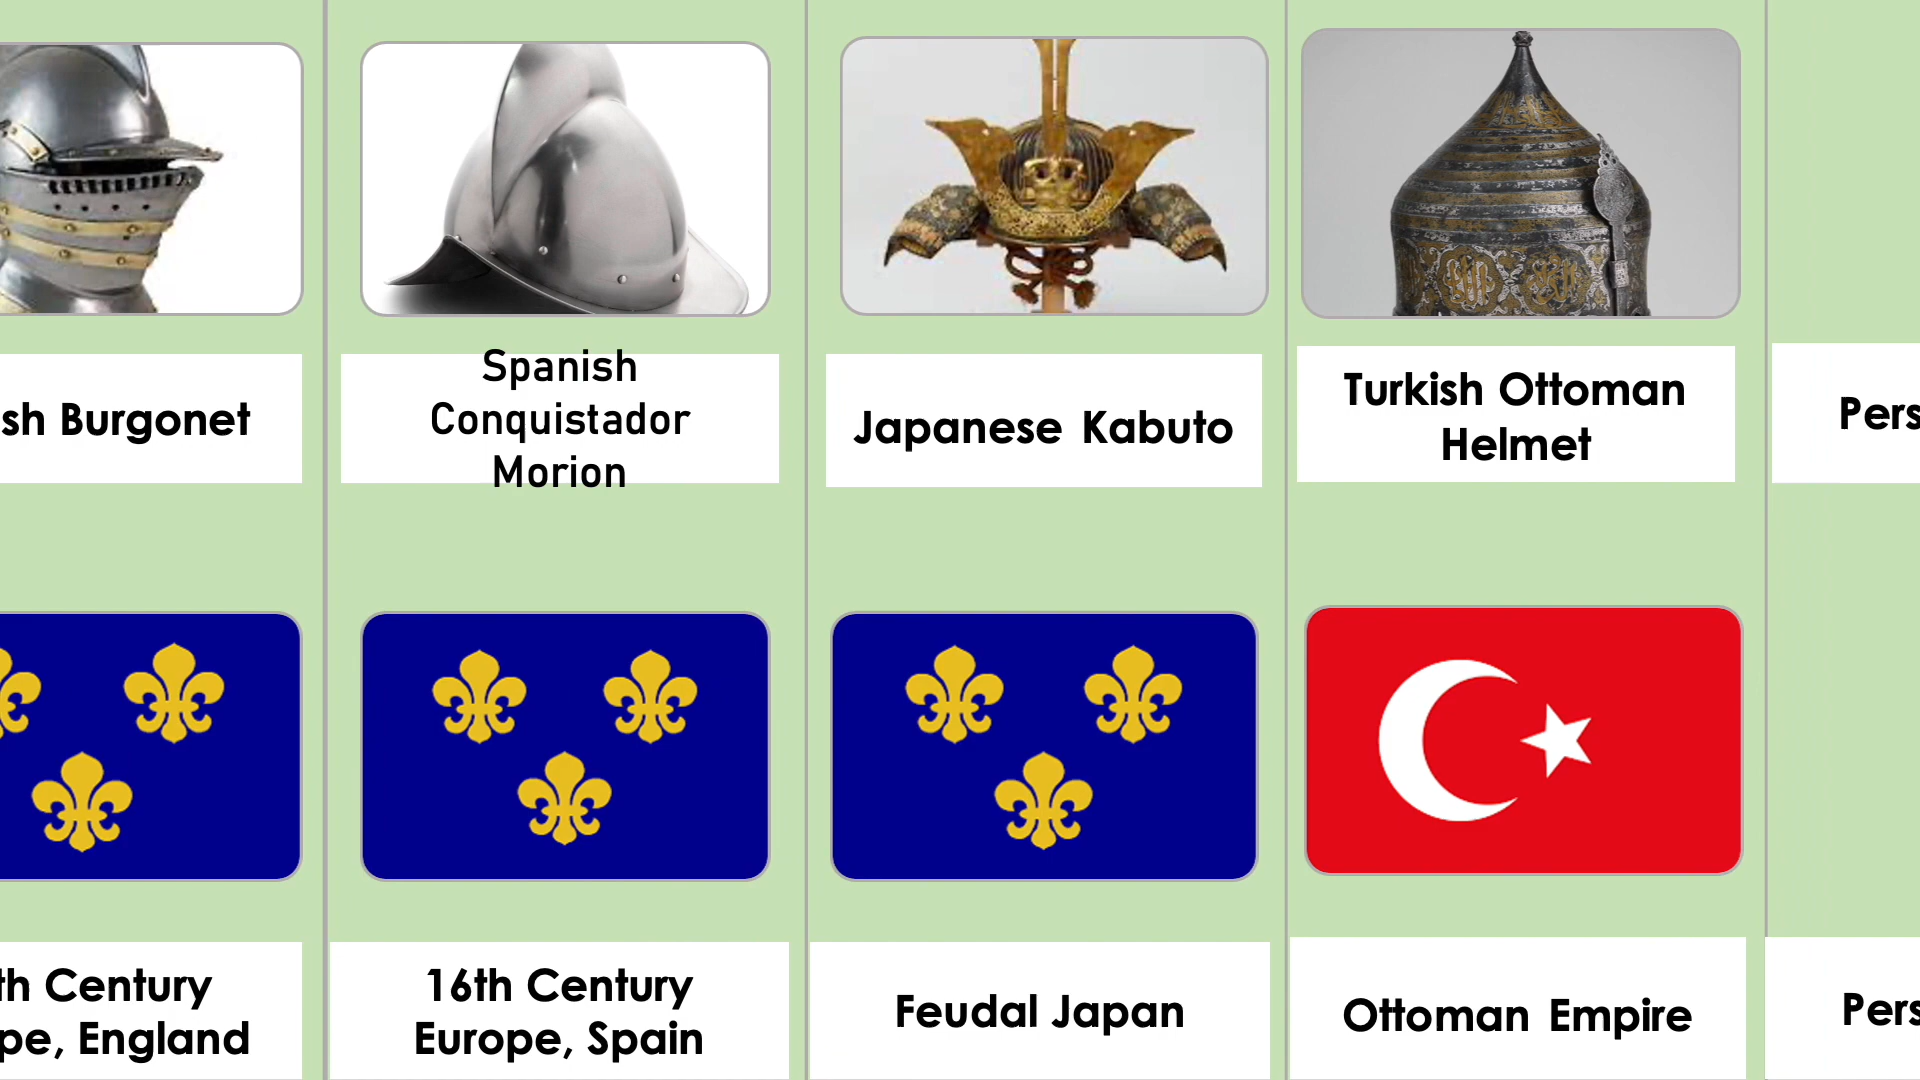 sh Burgonet
Spanish
Conquistador
Morion
Japanese Kabuto
Turkish Ottoman
Helmet
Pers
th Century
pe, England
16th Century
Europe, Spain
Feudal Japan
Ottoman Empire
Pers